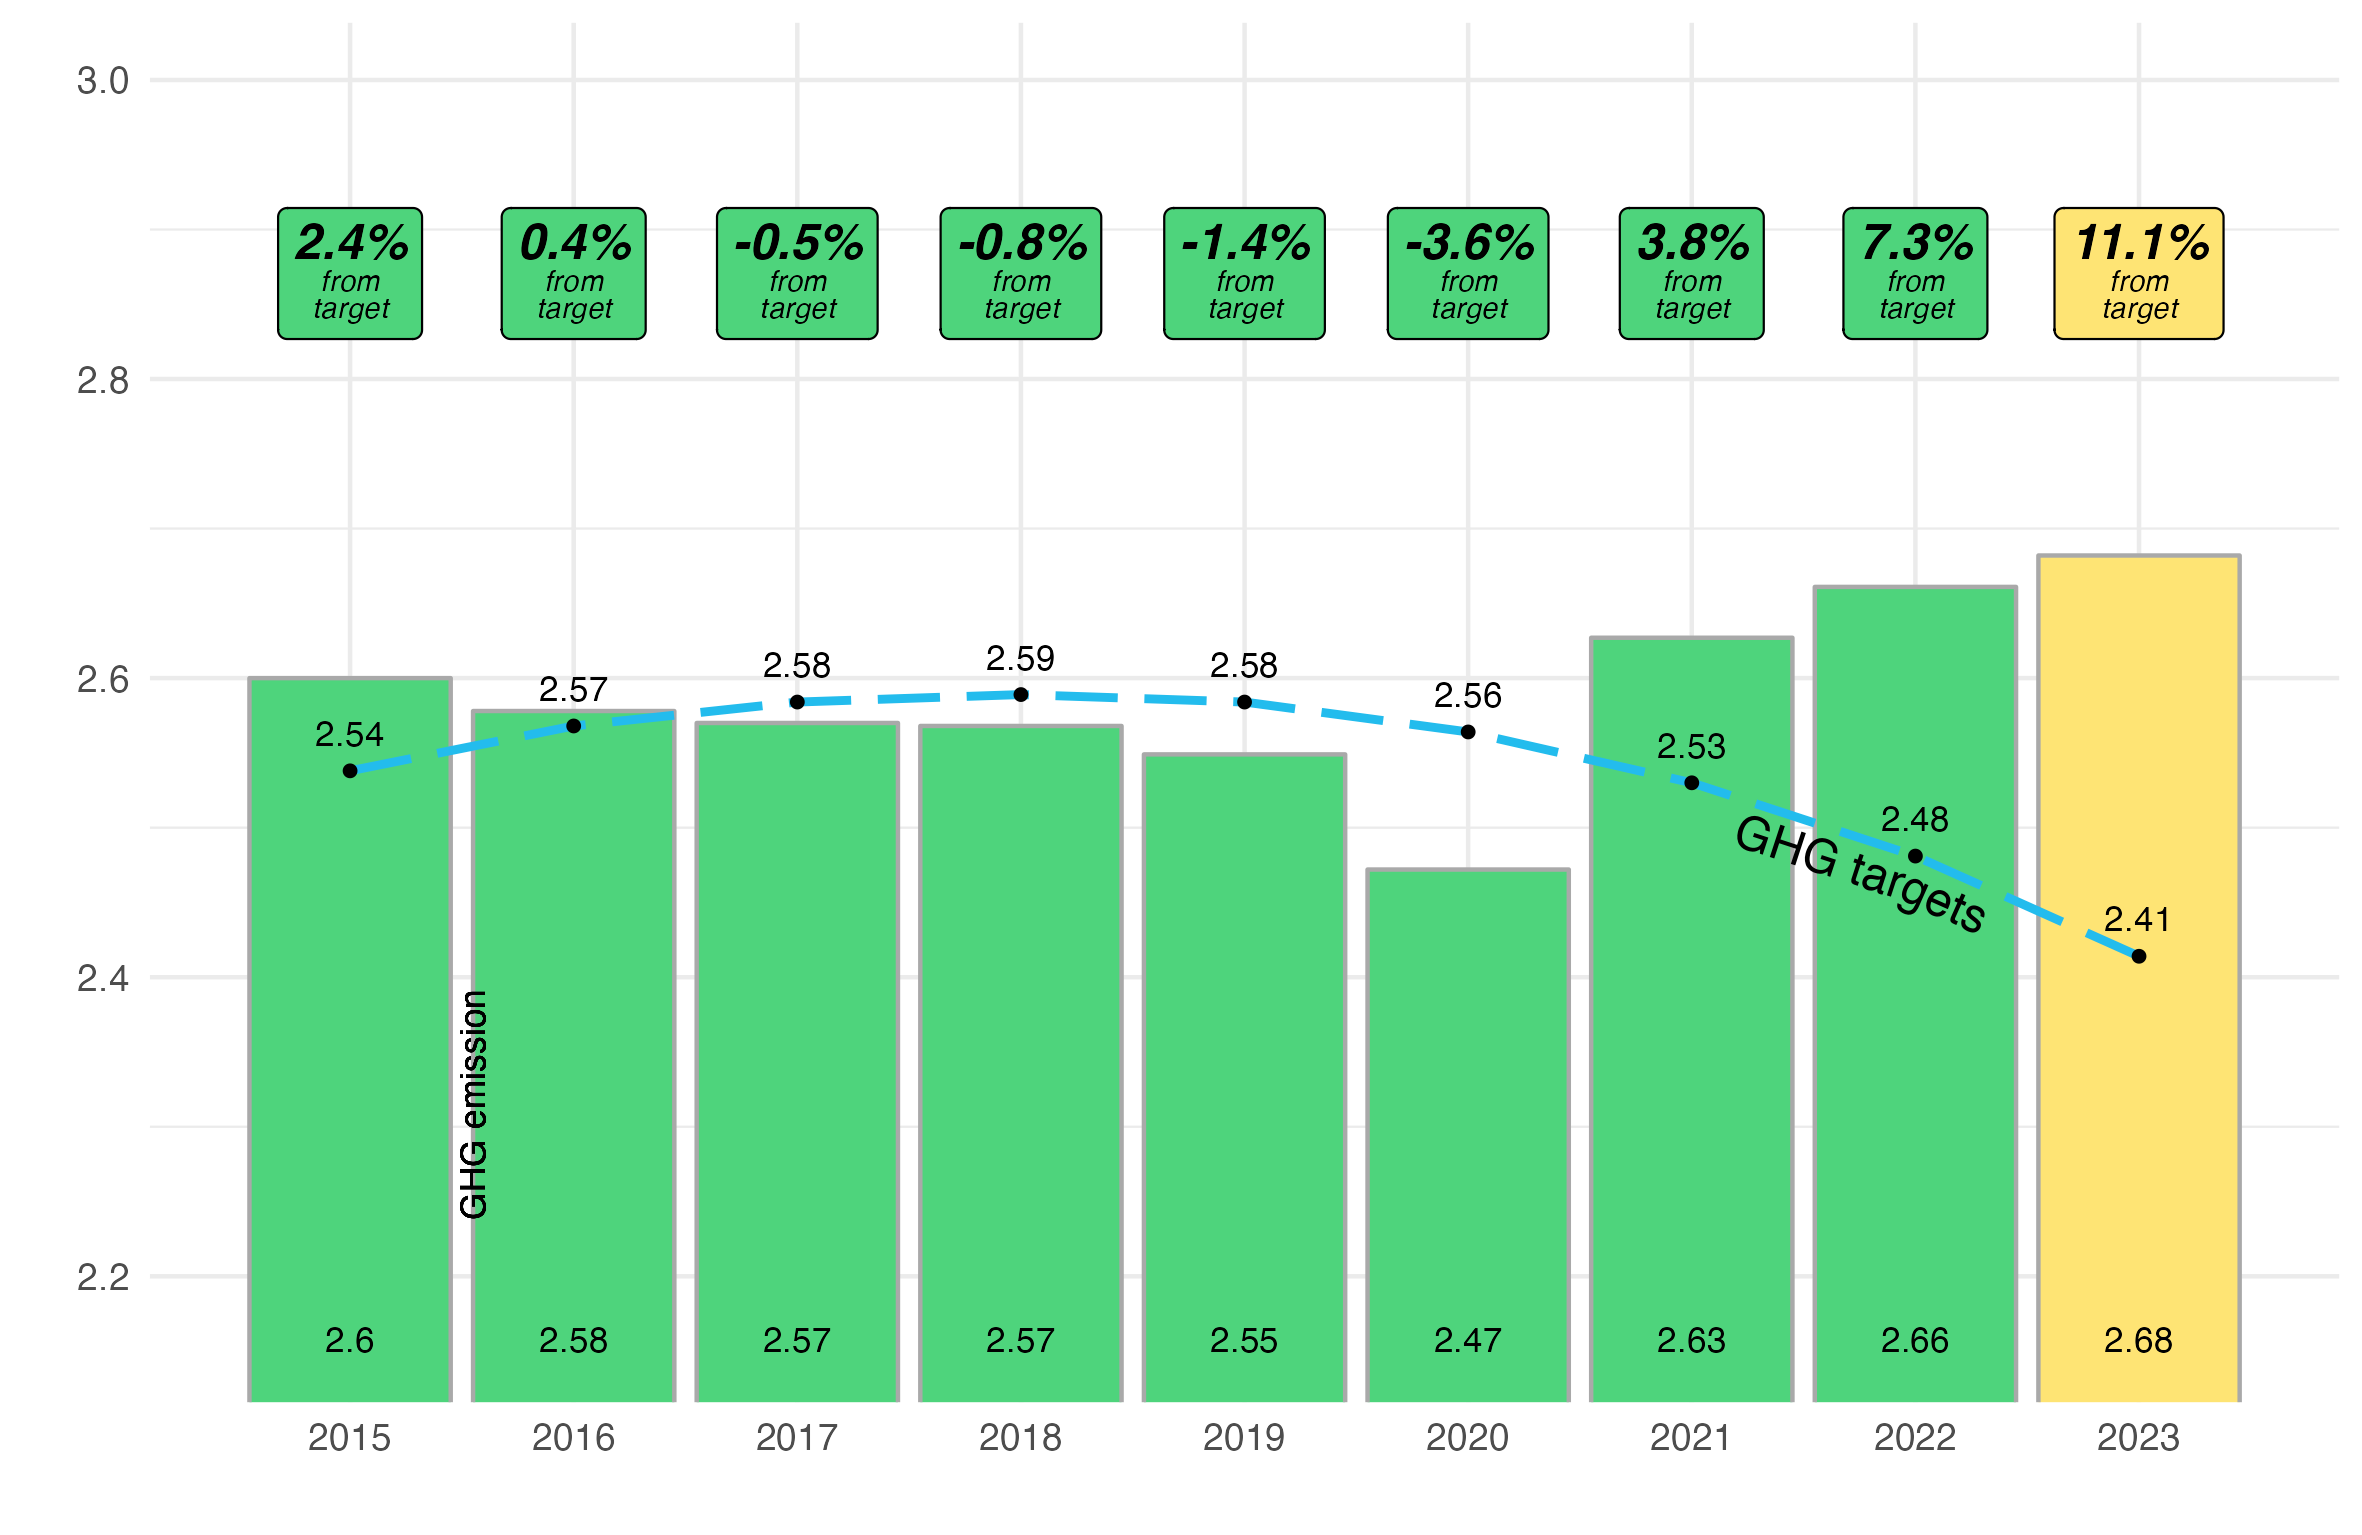 3.0
2.8
2.6
2.4
2.2
2.4%
from
target
0.4%
from
target
-0.5%
from
target
-0.8%
from
target
-1.4%
from
target
-3.6%
from
target
3.8%
from
target
7.3%
from
target
11.1%
from
target
2.54
2.57
2.58
2.59
2.58
2.56
2.53
2.48
2.41
GHG targets
GHG emission
2.6
2.58
2.57
2.57
2.55
2.47
2.63
2.66
2.68
2015
2016
2017
2018
2019
2020
2021
2022
2023